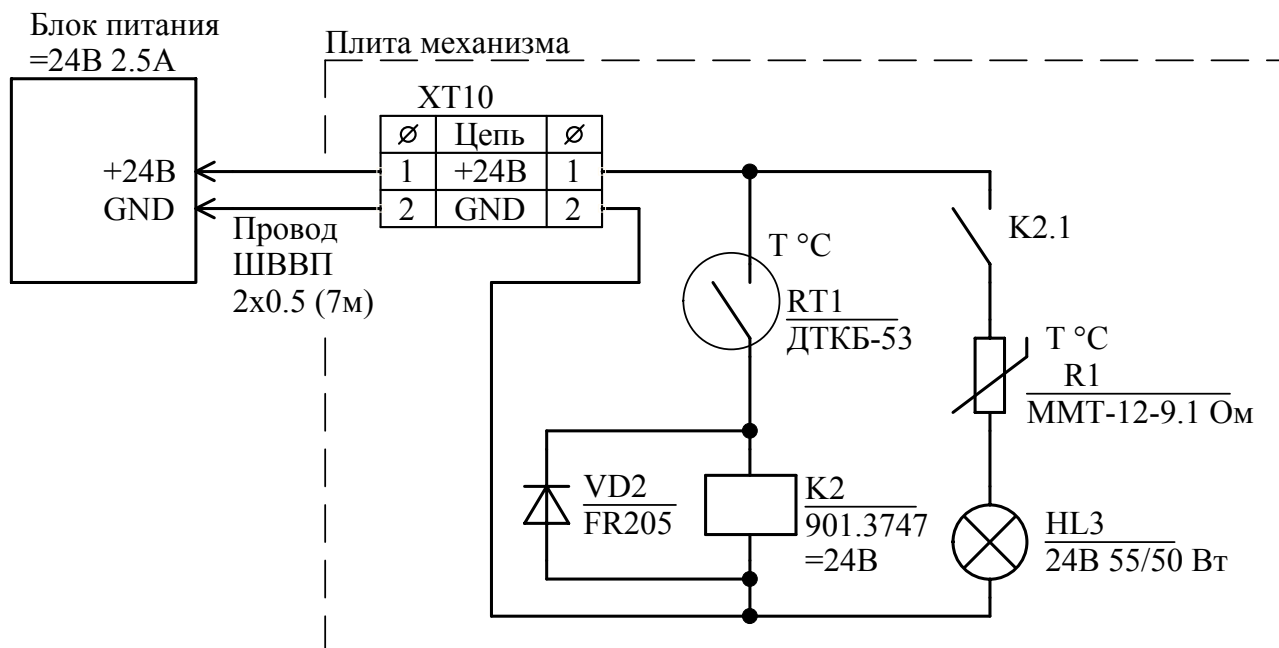 Блок питания
=24В 2.5А
Плита механизма
XT10
Ø Цепь Ø
+24В 1 +24В 1
GND 2 GND 2
Провод
ШВВП
2х0.5 (7м)
К2.1
T °C
RT1
ДТКБ-53
T °C
R1
ММТ-12-9.1 Ом
VD2
FR205
K2
901.3747
=24В
HL3
24В 55/50 Вт